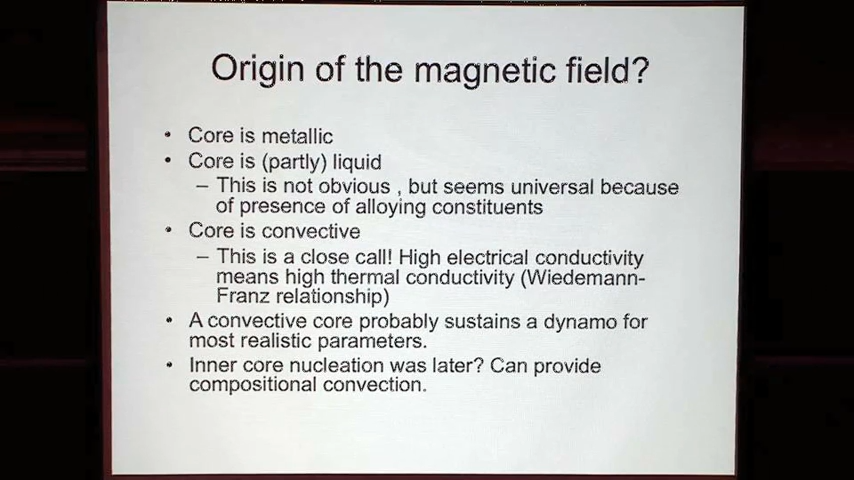 Origin of the magnetic field?
• Core is metallic
• Core is (partly) liquid
– This is not obvious , but seems universal because
of presence of alloying constituents
• Core is convective
– This is a close call! High electrical conductivity
means high thermal conductivity (Wiedemann-
Franz relationship)
• A convective core probably sustains a dynamo for
most realistic parameters.
• Inner core nucleation was later? Can provide
compositional convection.